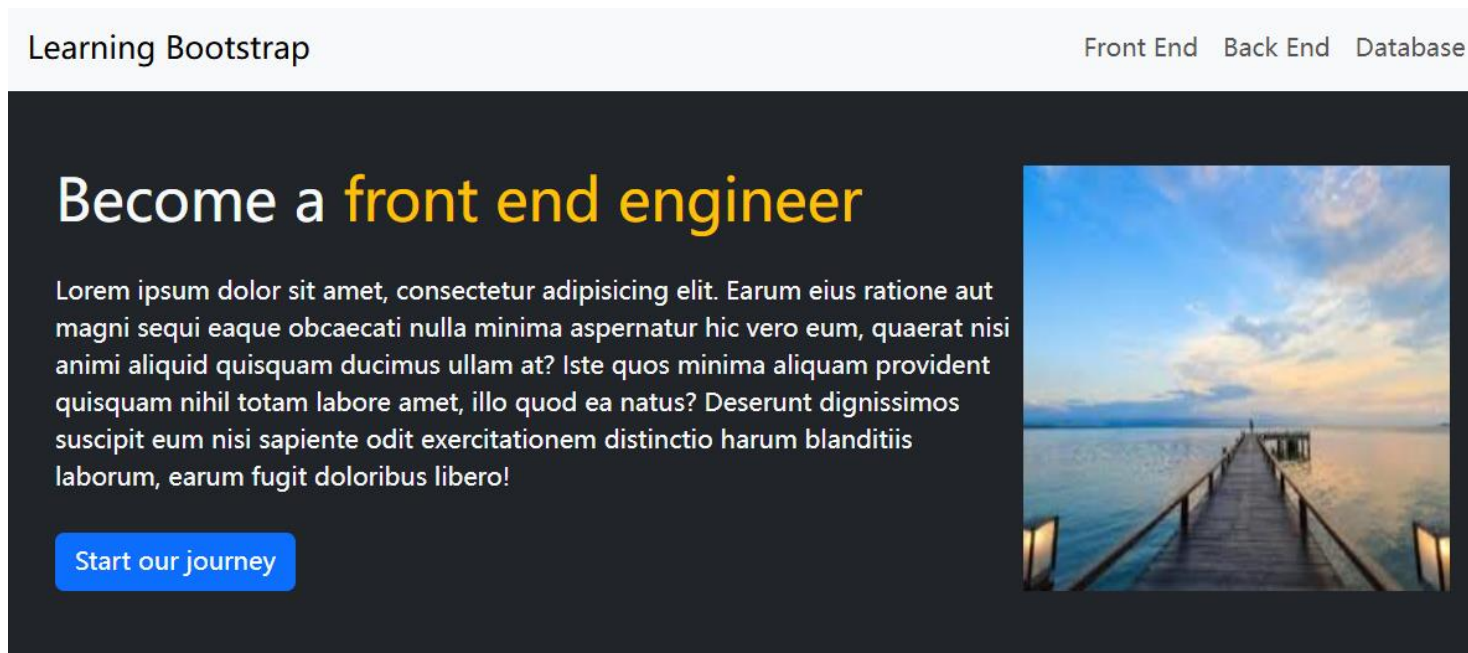 Learning Bootstrap
Front End Back End Database
Become a front end engineer
Lorem ipsum dolor sit amet, consectetur adipisicing elit. Earum eius ratione aut
magni sequi eaque obcaecati nulla minima aspernatur hic vero eum, quaerat nisi
animi aliquid quisquam ducimus ullam at? Iste quos minima aliquam provident
quisquam nihil totam labore amet, illo quod ea natus? Deserunt dignissimos
suscipit eum nisi sapiente odit exercitationem distinctio harum blanditiis
laborum, earum fugit doloribus libero!
Start our journey